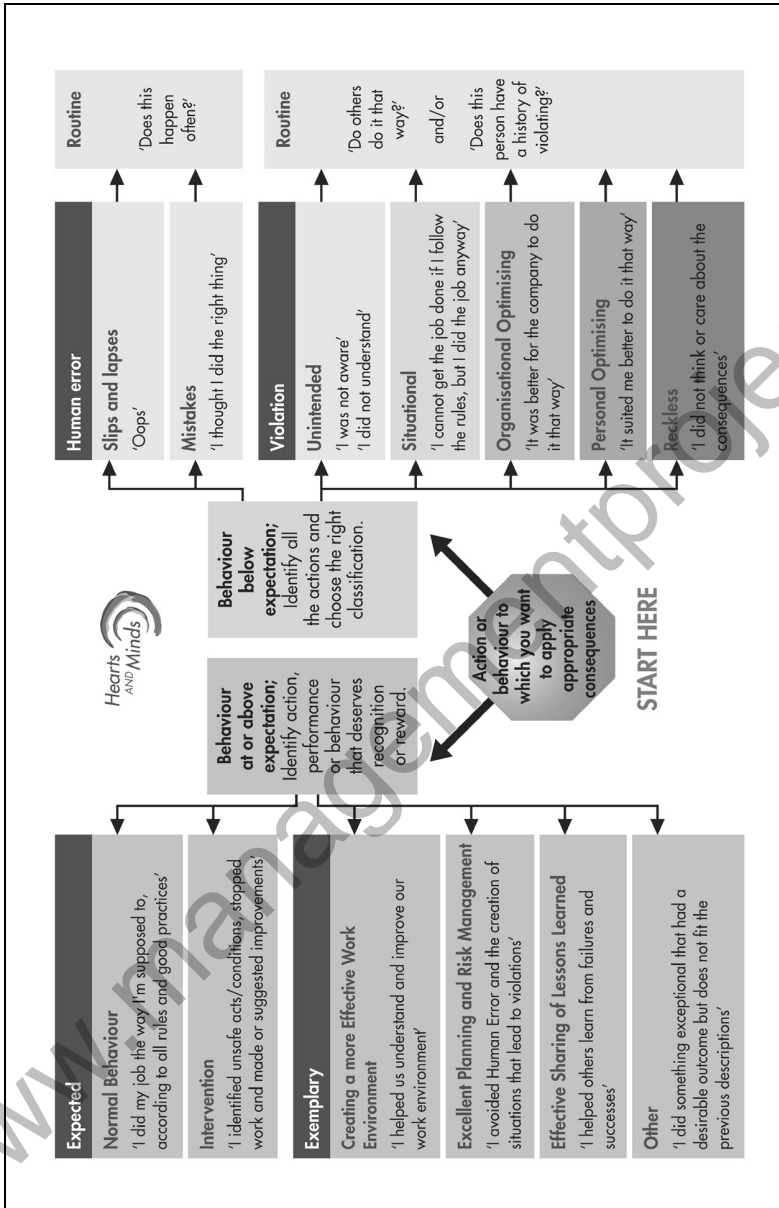 Expected
Normal Behaviour
'I did my job the way I'm supposed to,
according to all rules and good practices'
Intervention
'I identified unsafe acts/conditions, stopped
work and made or suggested improvements'
Exemplary
Creating a more Effective Work
Environment
'I helped us understand and improve our
work environment'
Excellent Planning and Risk Management
'I avoided Human Error and the creation of
situations that lead to violations'
Effective Sharing of Lessons Learned
'I helped others learn from failures and
successes'
Other
'I did something exceptional that had a
desirable outcome but does not fit the
previous descriptions'
Hearts
AND Minds
Behaviour
at or above
expectation;
Identify action,
performance
or behaviour
that deserves
recognition
or reward.
Behaviour
below
expectation;
Identify all
the actions and
choose the right
classification.
Action or
behaviour to
which you want
to apply
appropriate
consequences
START HERE
Human error
Slips and lapses
'Oops'
Mistakes
'I thought I did the right thing'
Violation
Unintended
'I was not aware'
'I did not understand'
Situational
'I cannot get the job done if I follow
the rules, but I did the job anyway'
Organisational Optimising
'It was better for the company to do
it that way'
Personal Optimising
'It suited me better to do it that way'
Reckless
'I did not think or care about the
consequences'
Routine
'Does this
happen
often?'
Routine
'Do others
do it that
way?'
and/or
'Does this
person have
a history of
violating?'